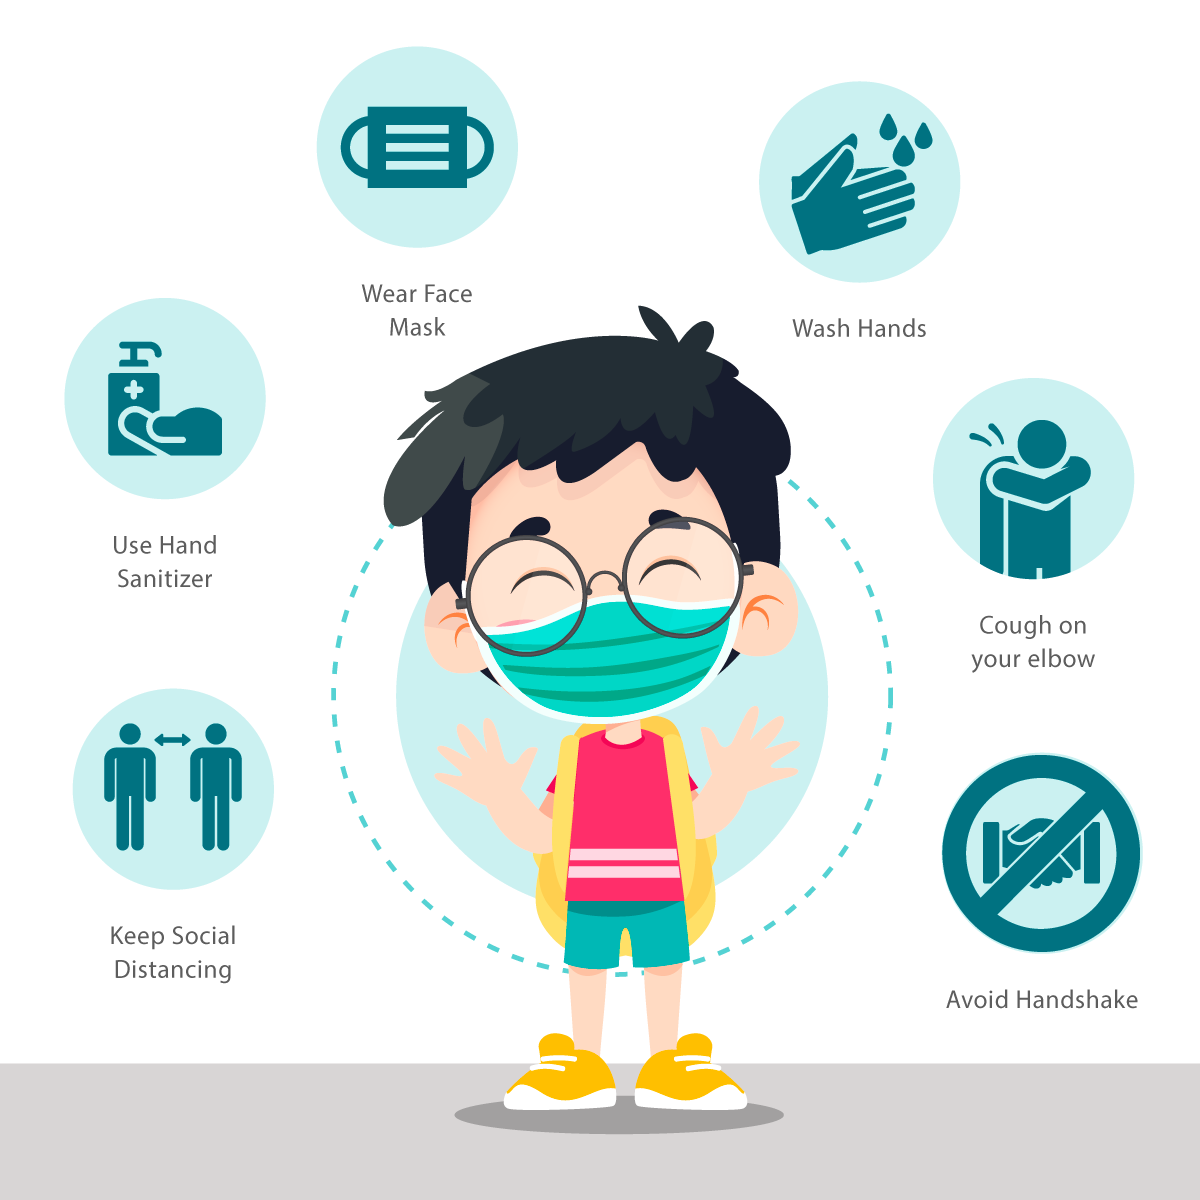 Wear Face
Mask
Wash Hands
Use Hand
Sanitizer
Cough on
your elbow
Keep Social
Distancing
Avoid Handshake